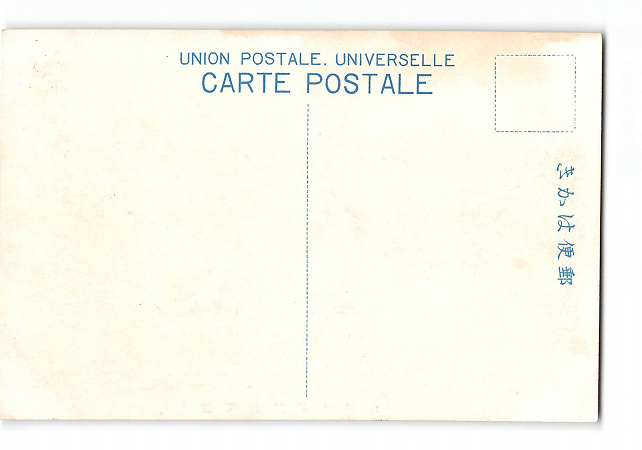 UNION POSTALE. UNIVERSELLE
CARTE POSTALE
郵便はかき